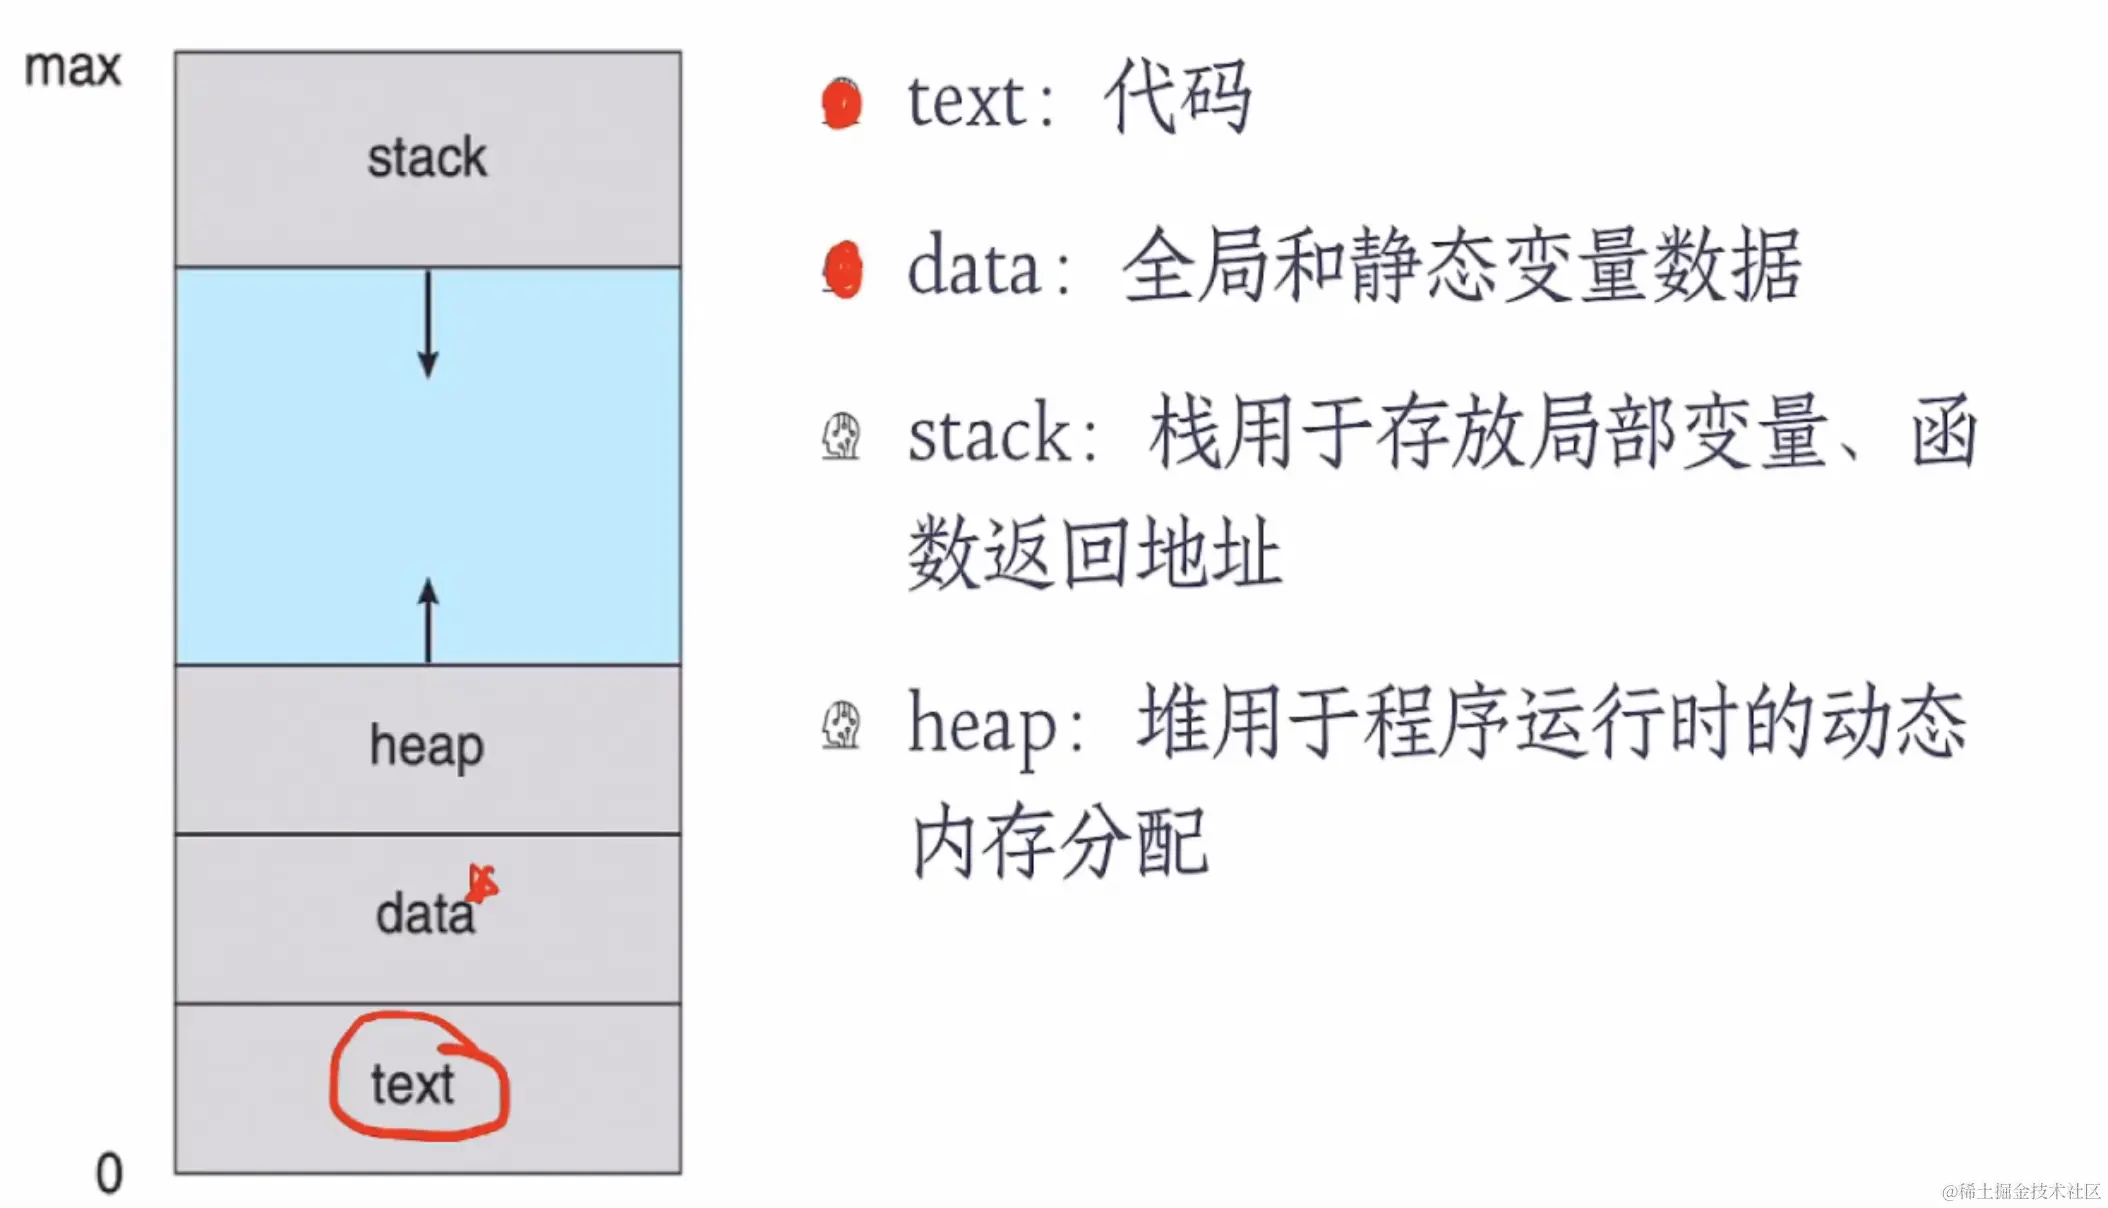 max
stack
heap
data
text
0
text：代码
data：全局和静态变量数据
stack：栈用于存放局部变量、函
数返回地址
heap：堆用于程序运行时的动态
内存分配
@稀土掘金技术社区